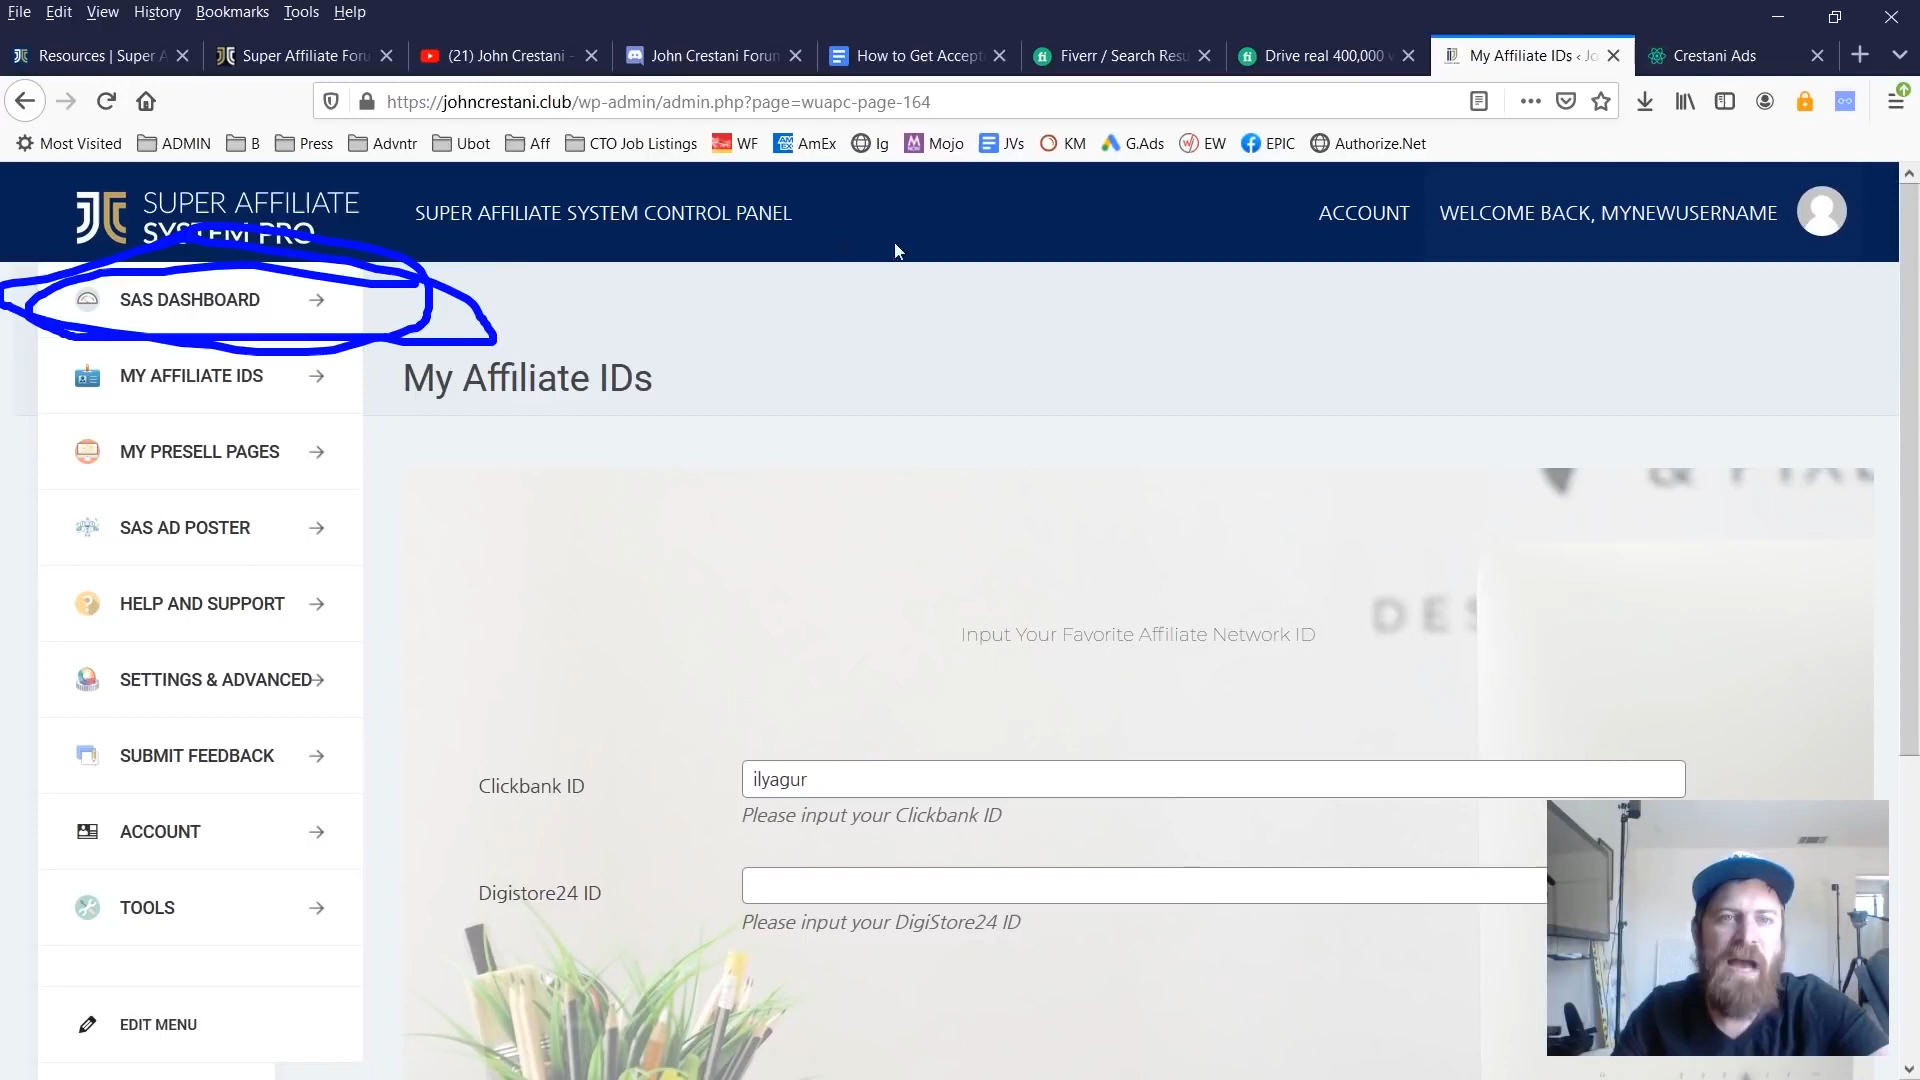 File Edit View History Bookmarks Tools Help
Resources | Super A
Super Affiliate Foru
(21) John Crestani -
John Crestani Forun
How to Get Accept
Fiverr / Search Resu
Drive real 400,000 v
My Affiliate IDs ‹ Jo
Crestani Ads
https://johncrestani.club/wp-admin/admin.php?page=wuapc-page-164
Most Visited ADMIN B Press Advntr Ubot Aff CTO Job Listings WF AmEx Ig Mojo JVs KM G.Ads EW EPIC Authorize.Net
SUPER AFFILIATE
SYSTEM PRO
SUPER AFFILIATE SYSTEM CONTROL PANEL
ACCOUNT
WELCOME BACK, MYNEWUSERNAME
SAS DASHBOARD
MY AFFILIATE IDS
MY PRESELL PAGES
SAS AD POSTER
HELP AND SUPPORT
SETTINGS & ADVANCED
SUBMIT FEEDBACK
ACCOUNT
TOOLS
EDIT MENU
My Affiliate IDs
DES
Input Your Favorite Affiliate Network ID
Clickbank ID
ilyagur
Please input your Clickbank ID
Digistore24 ID
Please input your DigiStore24 ID